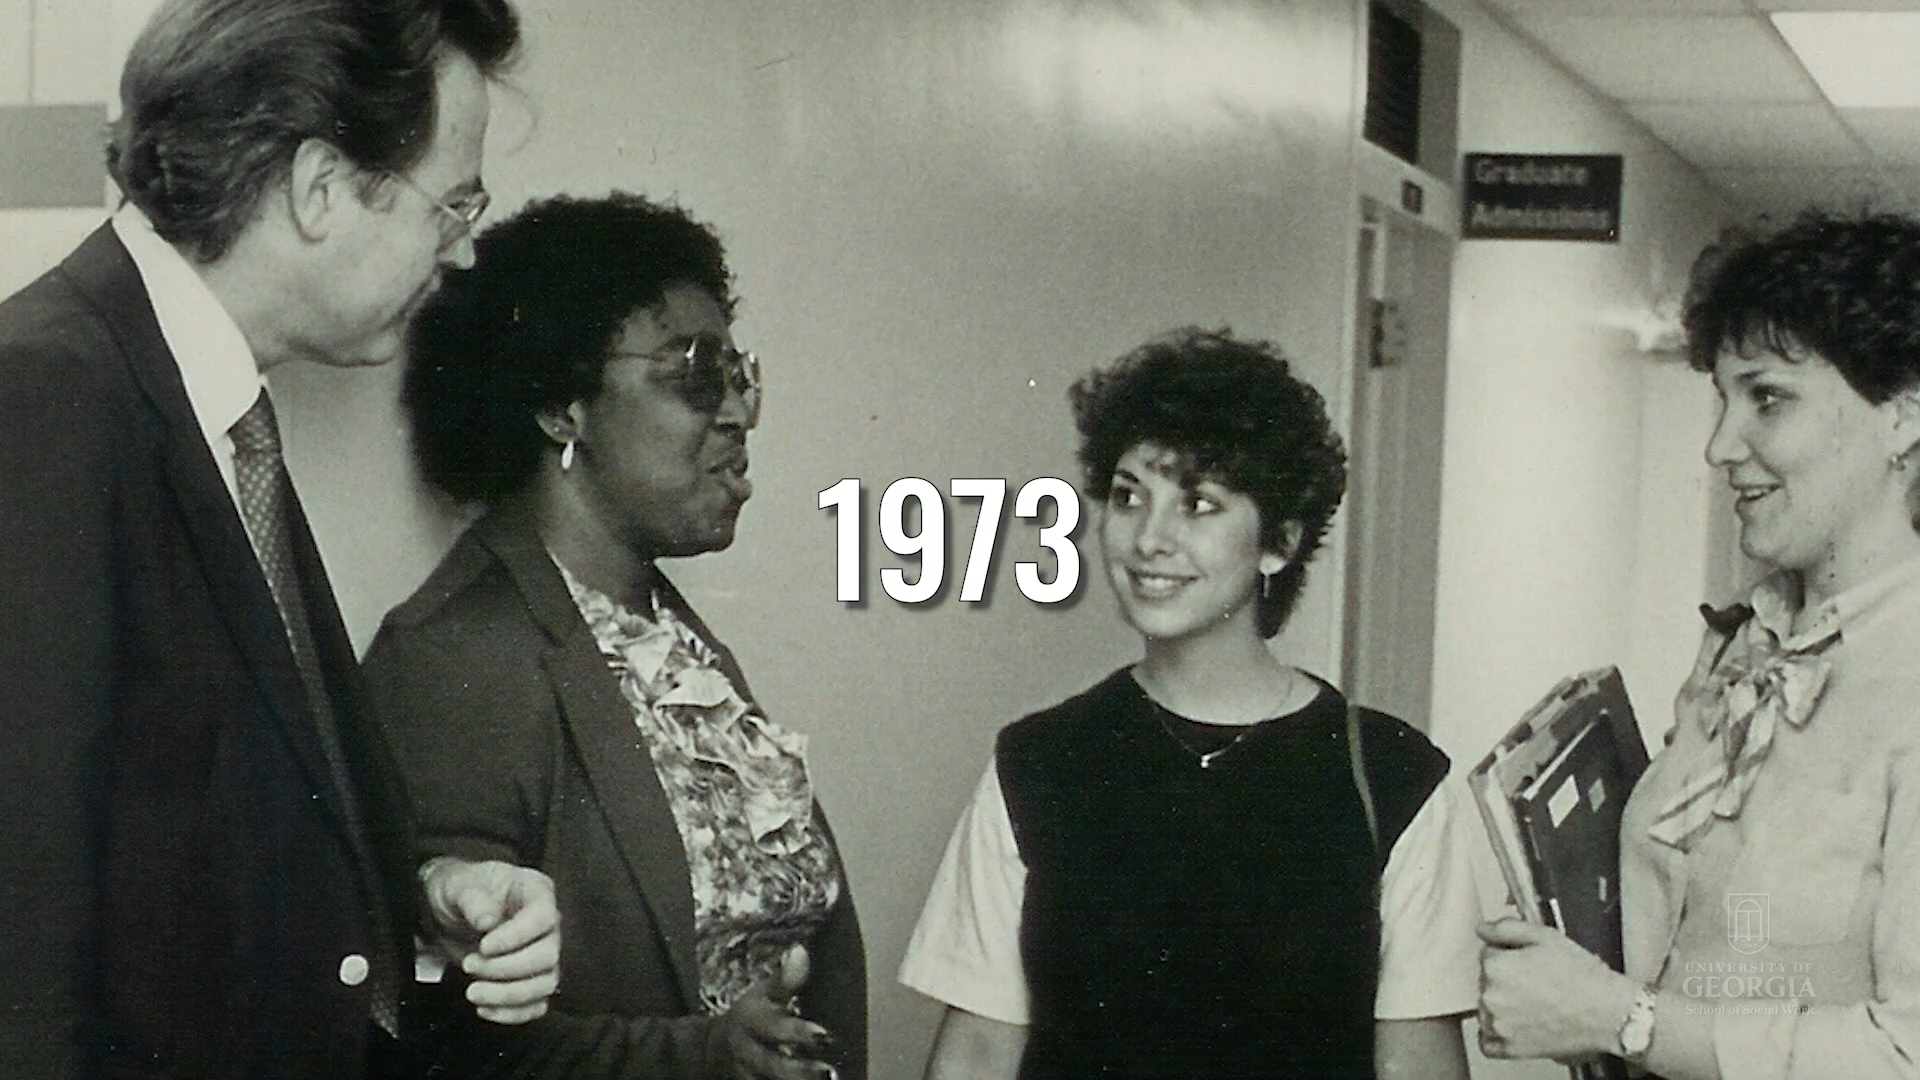 Graduate
Admissions
1973
UNIVERSITY OF
GEORGIA
School of Social Work